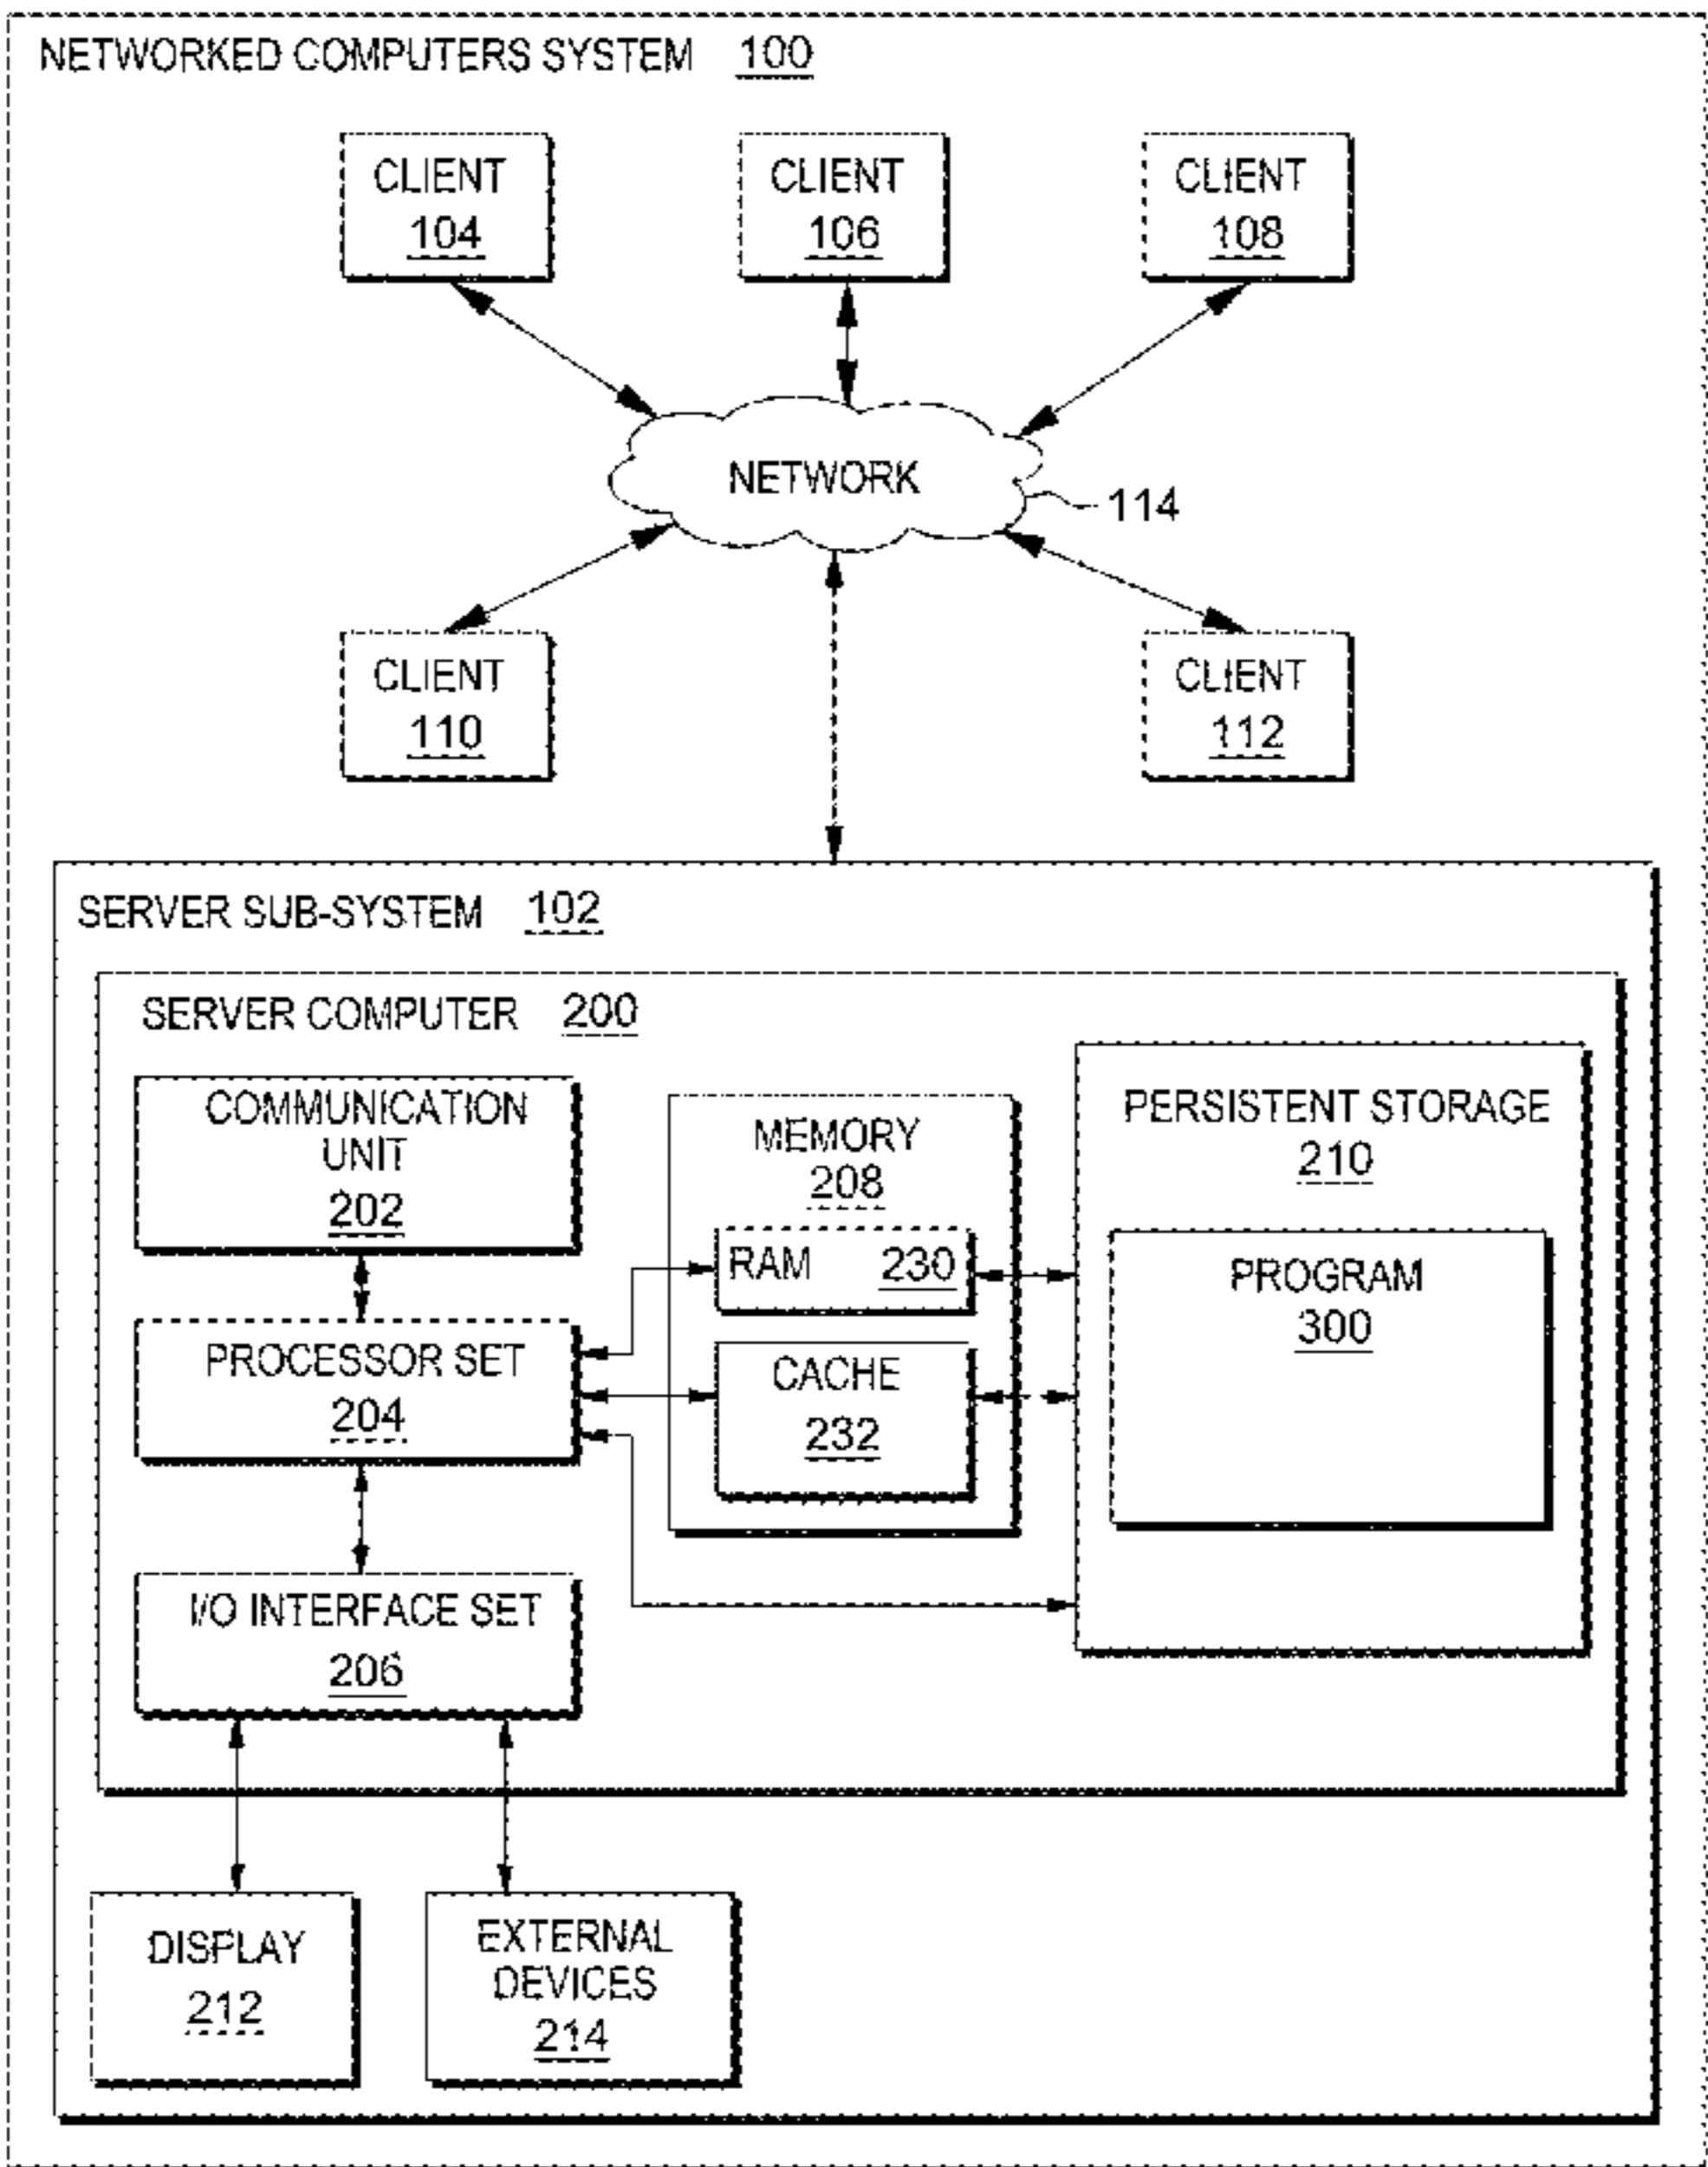 NETWORKED COMPUTERS SYSTEM 100
CLIENT
104
CLIENT
106
CLIENT
108
NETWORK
114
CLIENT
110
CLIENT
112
SERVER SUB-SYSTEM 102
SERVER COMPUTER 200
COMMUNICATION
UNIT
202
PROCESSOR SET
204
I/O INTERFACE SET
206
MEMORY
208
RAM 230
CACHE
232
PERSISTENT STORAGE
210
PROGRAM
300
DISPLAY
212
EXTERNAL
DEVICES
214